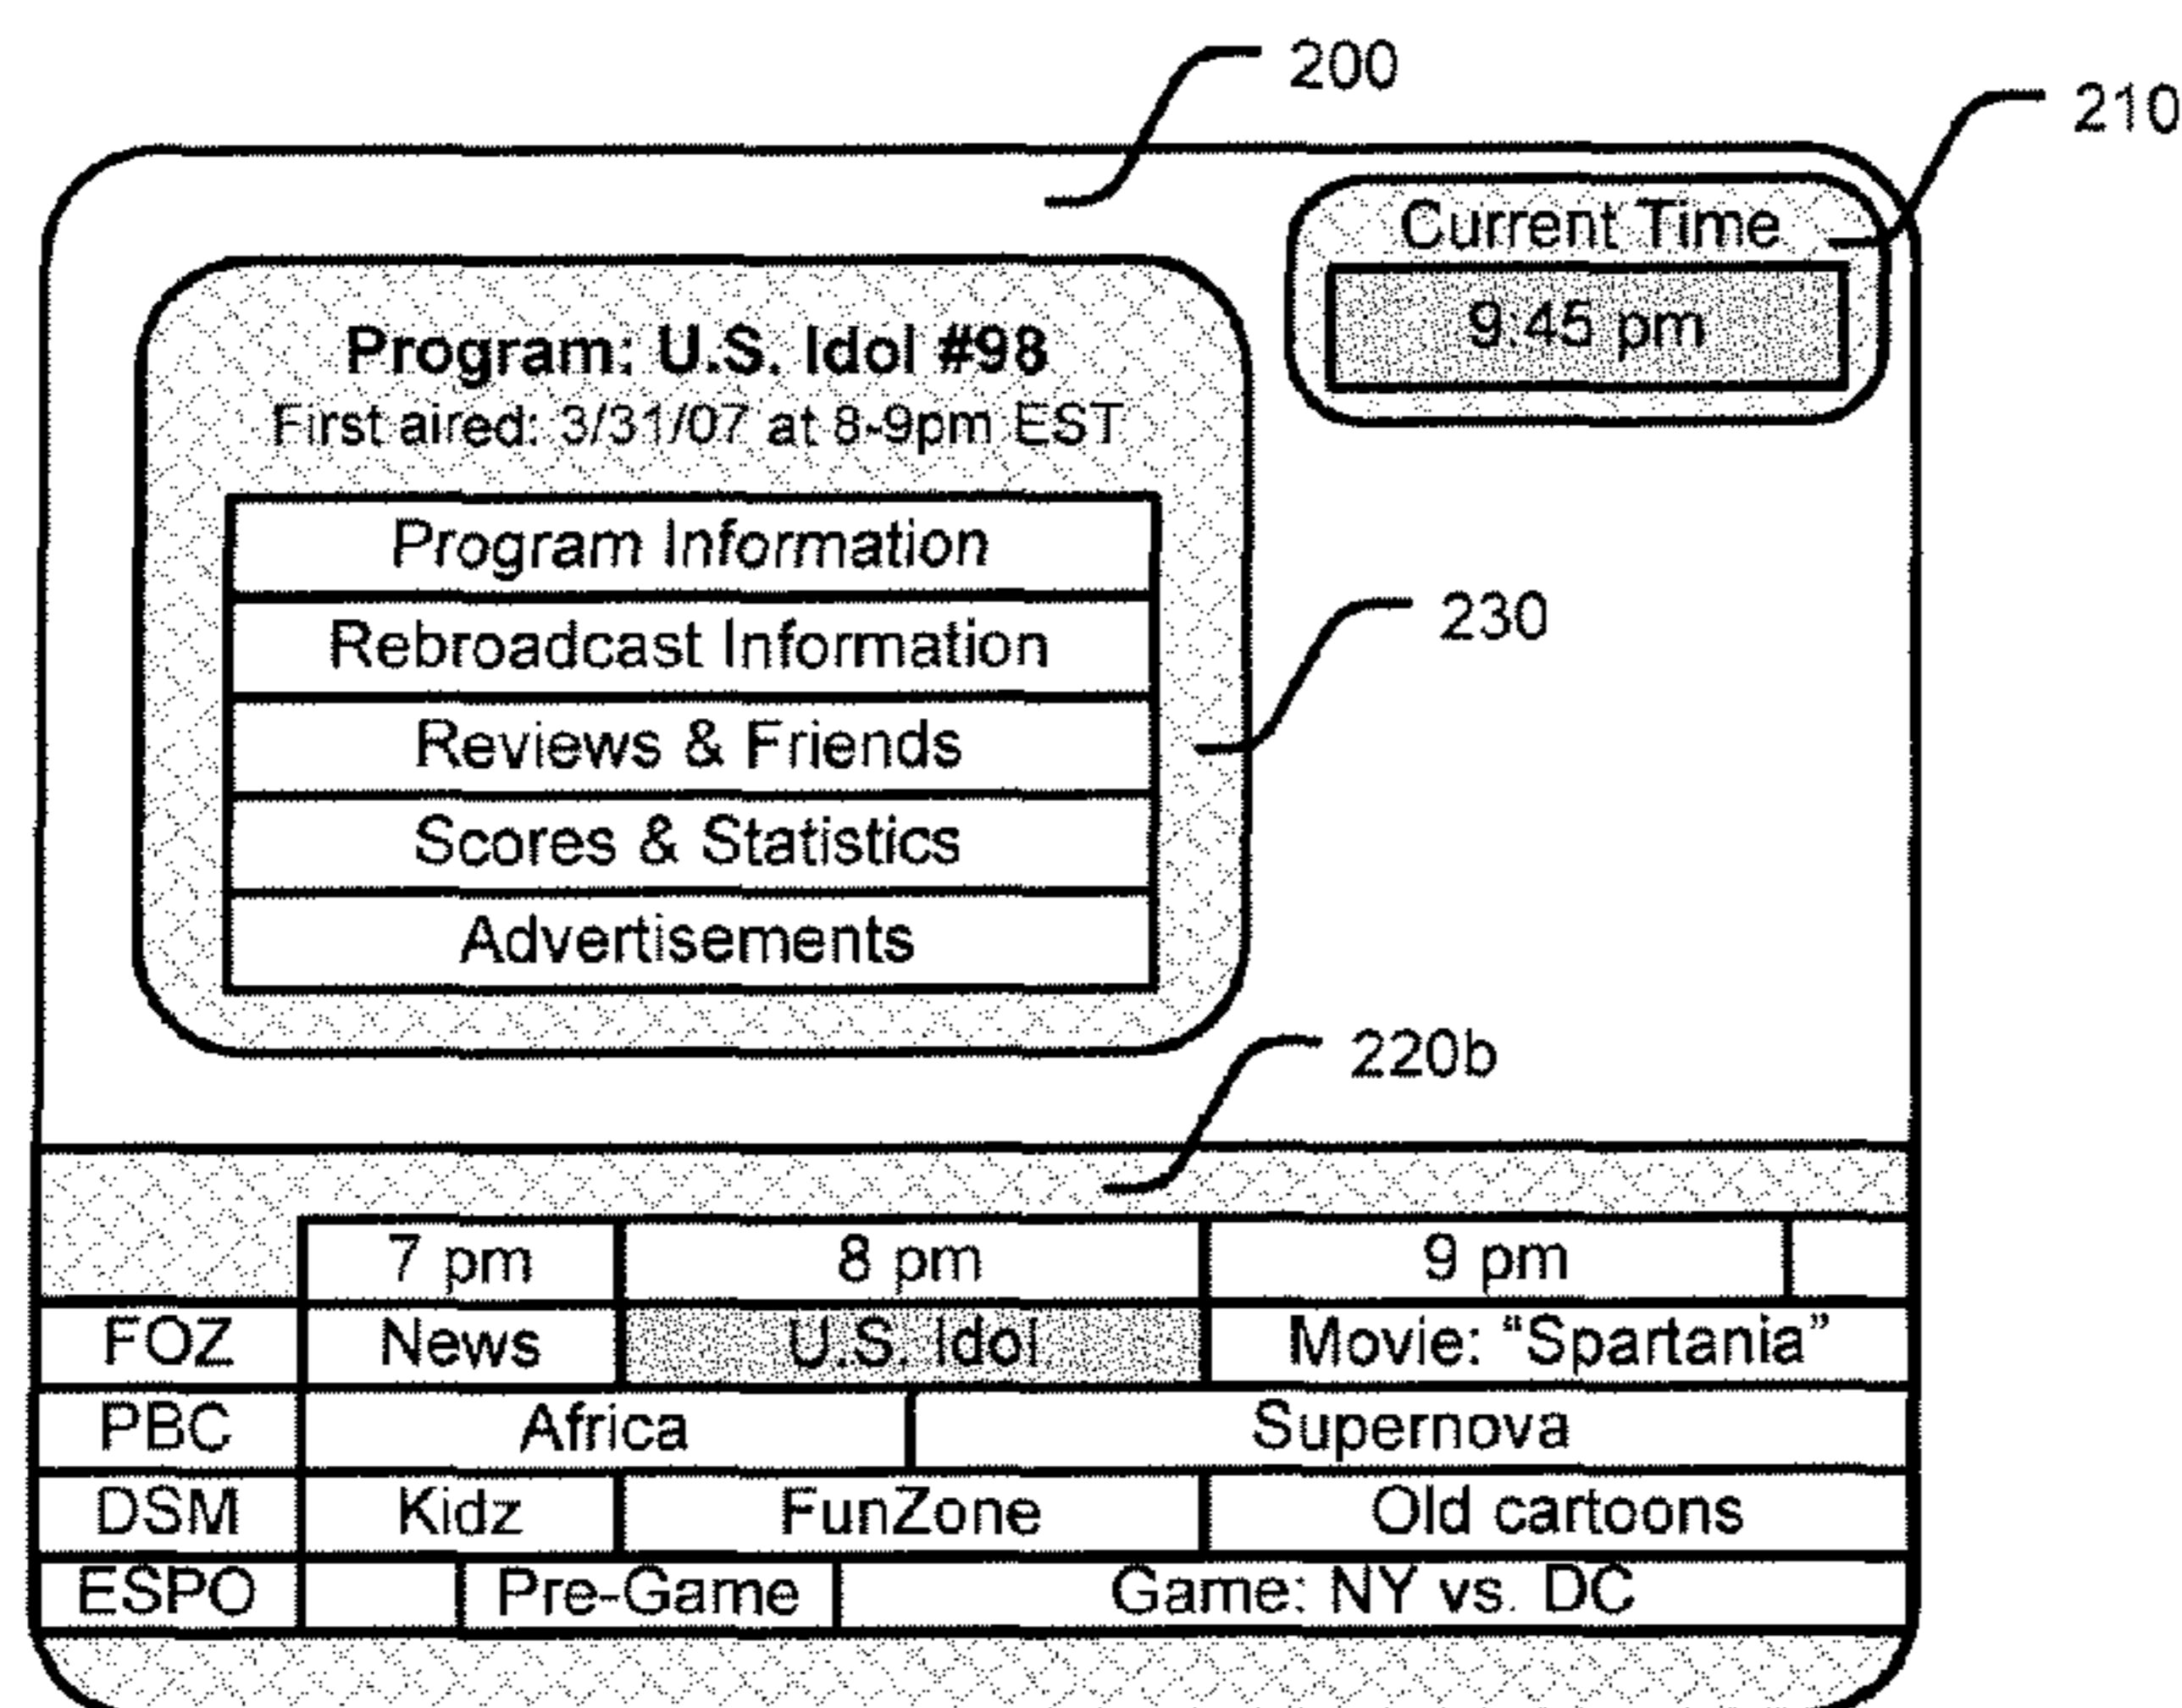 200
210
Current Time
9:45 pm
Program: U.S. Idol #98
First aired: 3/31/07 at 8-9pm EST
Program Information
Rebroadcast Information
230
Reviews & Friends
Scores & Statistics
Advertisements
220b
7 pm 8 pm 9 pm
FOZ News U.S. Idol Movie: “Spartania”
PBC Africa Supernova
DSM Kidz FunZone Old cartoons
ESPO Pre-Game Game: NY vs. DC